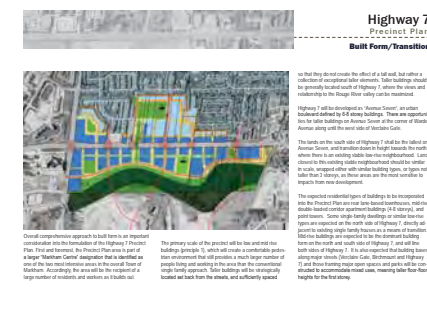 Highway 7
Precinct Plan
Built Form/Transition
Overall comprehensive approach to built form is an important
consideration into the formulation of the Highway 7 Precinct
Plan. First and foremost, the Precinct Plan area is part of
a larger "Markham Centre" designation that is identified as
one of the two most intensive areas in the overall Town of
Markham. Accordingly, the area will be the recipient of a
large number of residents and workers as it builds out.
The primary scale of the precinct will be low and mid rise
buildings (principle 1), which will create a comfortable pedes-
trian environment that still provides a much larger number of
people living and working in the area than the conventional
single family approach. Taller buildings will be strategically
located set back from the streets, and sufficiently spaced
so that they do not create the effect of a tall wall, but rather a
collection of exceptional taller elements. Taller buildings should
be generally located south of Highway 7, where the views and
relationship to the Rouge River valley can be maximized.
Highway 7 will be developed as "Avenue Seven", an urban
boulevard defined by 6-8 storey buildings. There are opportuni
ties for taller buildings on Avenue Seven at the corner of Warde
Avenue along until the west side of Verclaire Gate.
The lands on the south side of Highway 7 shall be the tallest on
Avenue Seven, and transition down in height towards the north
where there is an existing stable low-rise neighbourhood. Land
closest to this existing stable neighbourhood should be similar
in scale, wrapped either with similar building types, or types not
taller than 3 storeys, as these areas are the most sensitive to
impacts from new development.
The expected residential types of buildings to be incorporated
into the Precinct Plan are rear lane-based townhouses, mid-rise
double-loaded corridor apartment buildings (4-8 storeys), and
point towers. Some single-family dwellings or similar low-rise
types are expected on the north side of Highway 7, directly ad-
jacent to existing single family houses as a means of transition.
Mid-rise buildings are expected to be the dominant building
form on the north and south side of Highway 7, and will line
both sides of Highway 7. It is also expected that building bases
along major streets (Verclaire Gate, Birchmount and Highway
7) and those framing major open spaces and parks will be con-
structed to accommodate mixed uses, meaning taller floor-floor
heights for the first storey.